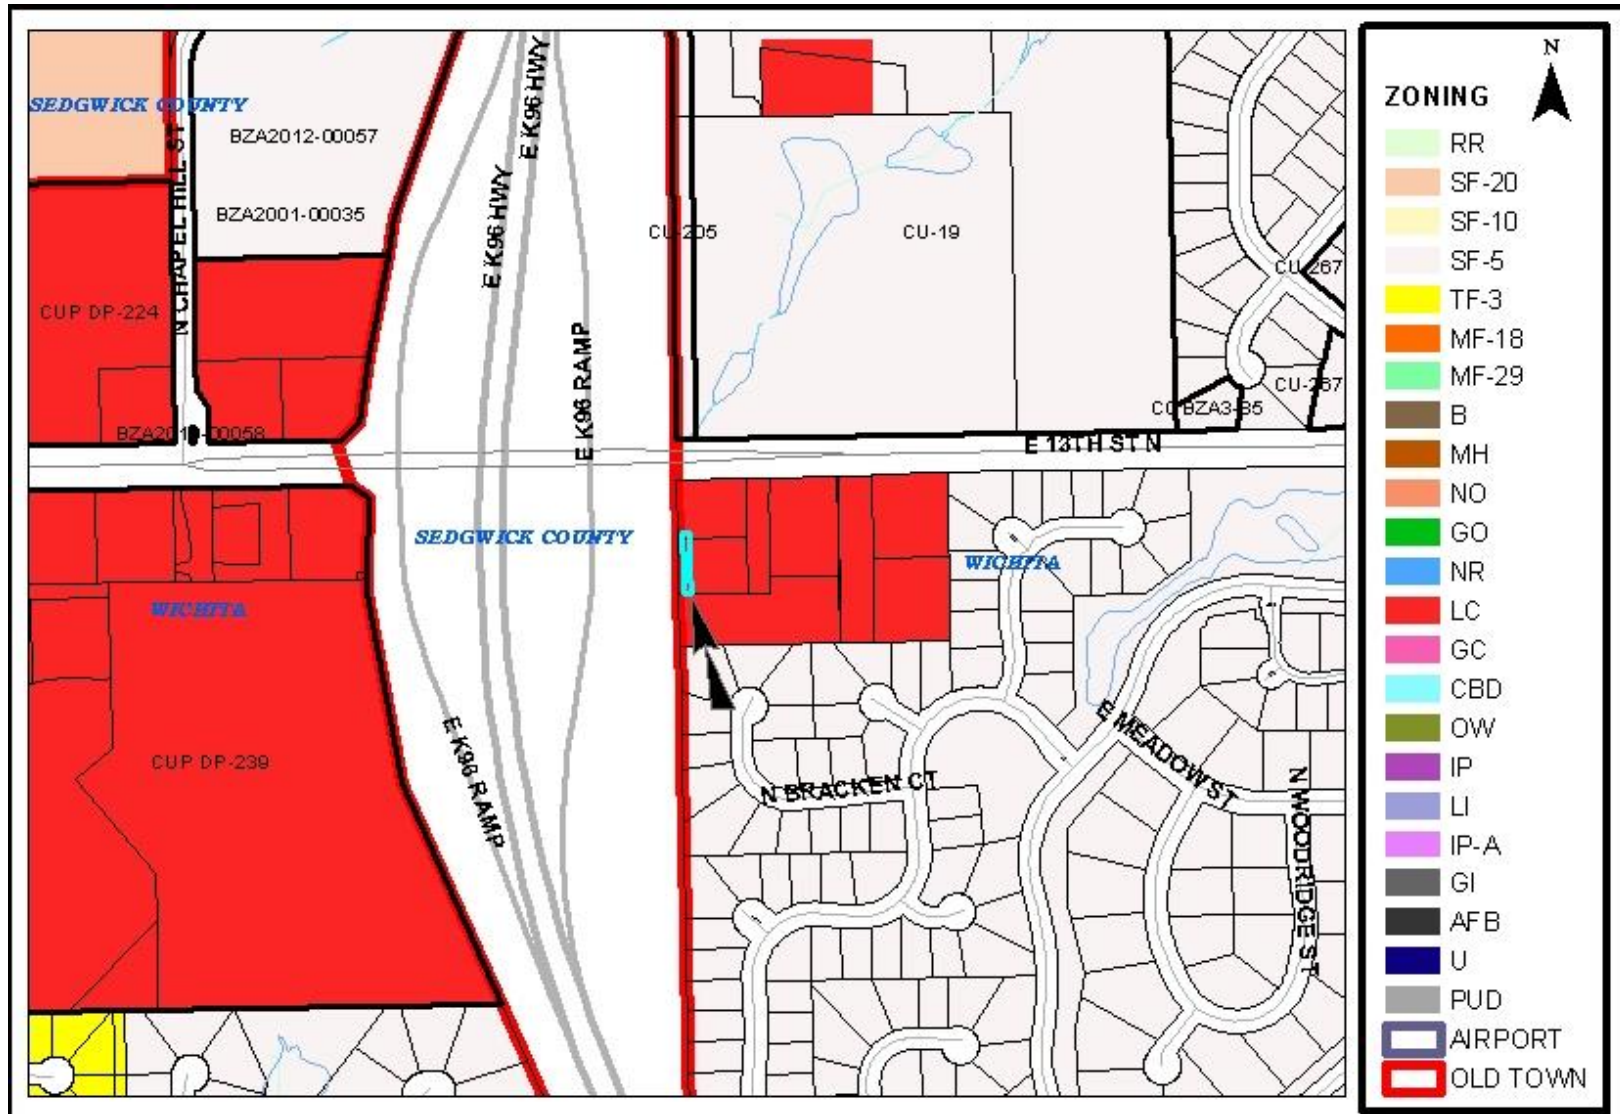 SEDGWICK COUNTY
BZA2012-00057
BZA2001-00035
N CHAPEL HILL ST
CUP DP-224
E K96 HWY
E K96 HWY
E K96 RAMP
CU-205
CU-19
CU-267
CU-267
CC BZA3-85
E 13TH ST N
SEDGWICK COUNTY
WICHITA
WICHITA
CUP DP-239
E K96 RAMP
N BRACKEN CT
E MEADOW ST
N WOODRIDGE ST
N
ZONING
RR
SF-20
SF-10
SF-5
TF-3
MF-18
MF-29
B
MH
NO
GO
NR
LC
GC
CBD
OW
IP
LI
IP-A
GI
AFB
U
PUD
AIRPORT
OLD TOWN